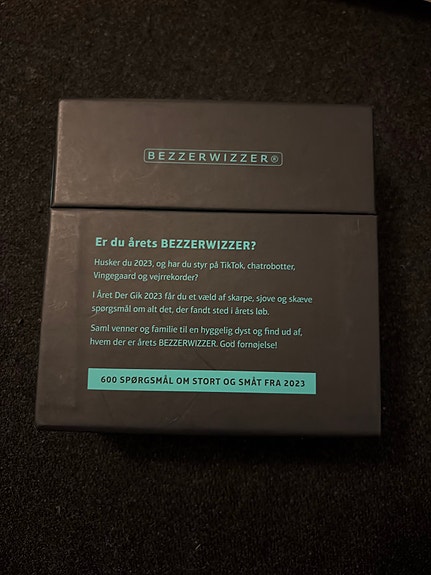 BEZZERWIZZER®
Er du årets BEZZERWIZZER?
Husker du 2023, og har du styr på TikTok, chatrobotter,
Vingegaard og vejrrekorder?
I Året Der Gik 2023 får du et væld af skarpe, sjove og skæve
spørgsmål om alt det, der fandt sted i årets løb.
Saml venner og familie til en hyggelig dyst og find ud af,
hvem der er årets BEZZERWIZZER. God fornøjelse!
600 SPØRGSMÅL OM STORT OG SMÅT FRA 2023